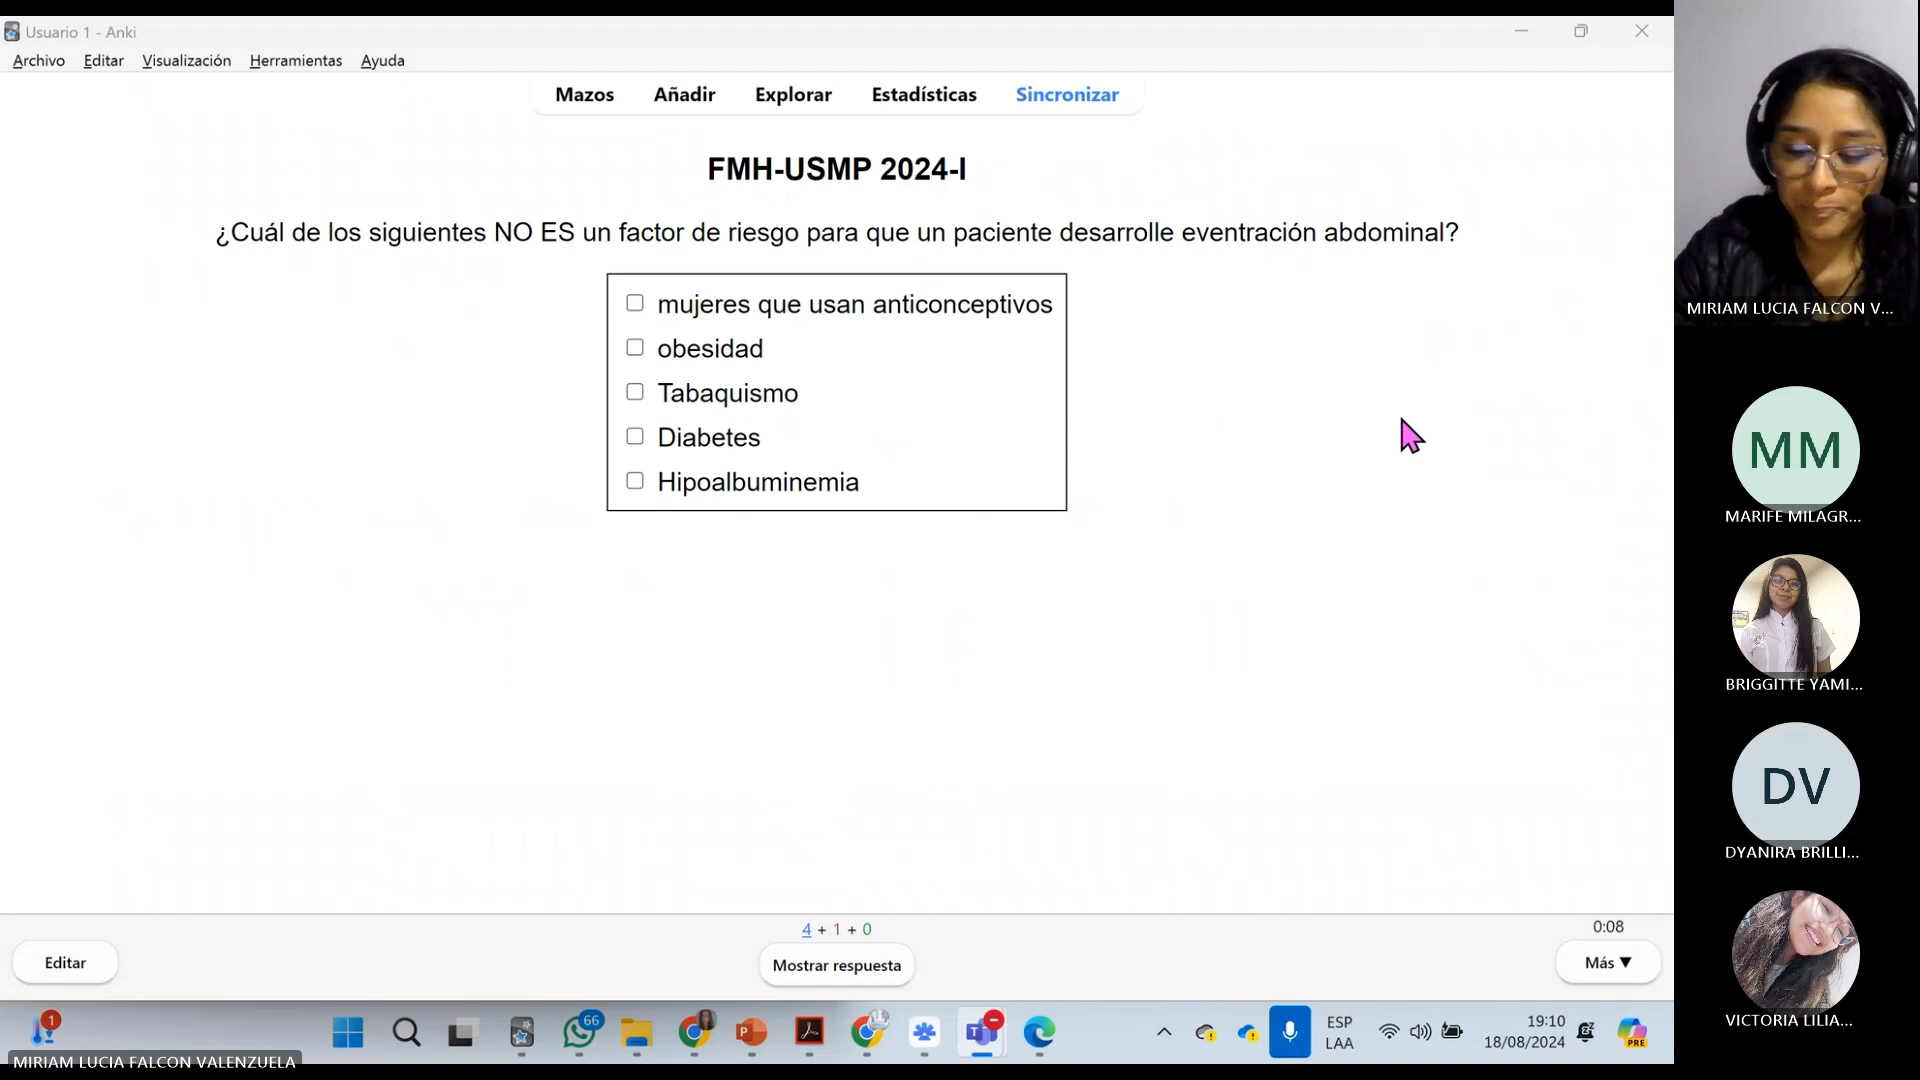 Usuario 1 - Anki
Archivo Editar Visualización Herramientas Ayuda
Mazos Añadir Explorar Estadísticas Sincronizar
FMH-USMP 2024-I
¿Cuál de los siguientes NO ES un factor de riesgo para que un paciente desarrolle eventración abdominal?
mujeres que usan anticonceptivos
obesidad
Tabaquismo
Diabetes
Hipoalbuminemia
4 + 1 + 0
0:08
Editar
Mostrar respuesta
Más ▼
MIRIAM LUCIA FALCON V...
MM
MARIFE MILAGR...
BRIGGITTE YAMI...
DV
DYANIRA BRILLI...
VICTORIA LILIA...
1
66
ESP
LAA
19:10
18/08/2024
PRE
MIRIAM LUCIA FALCON VALENZUELA